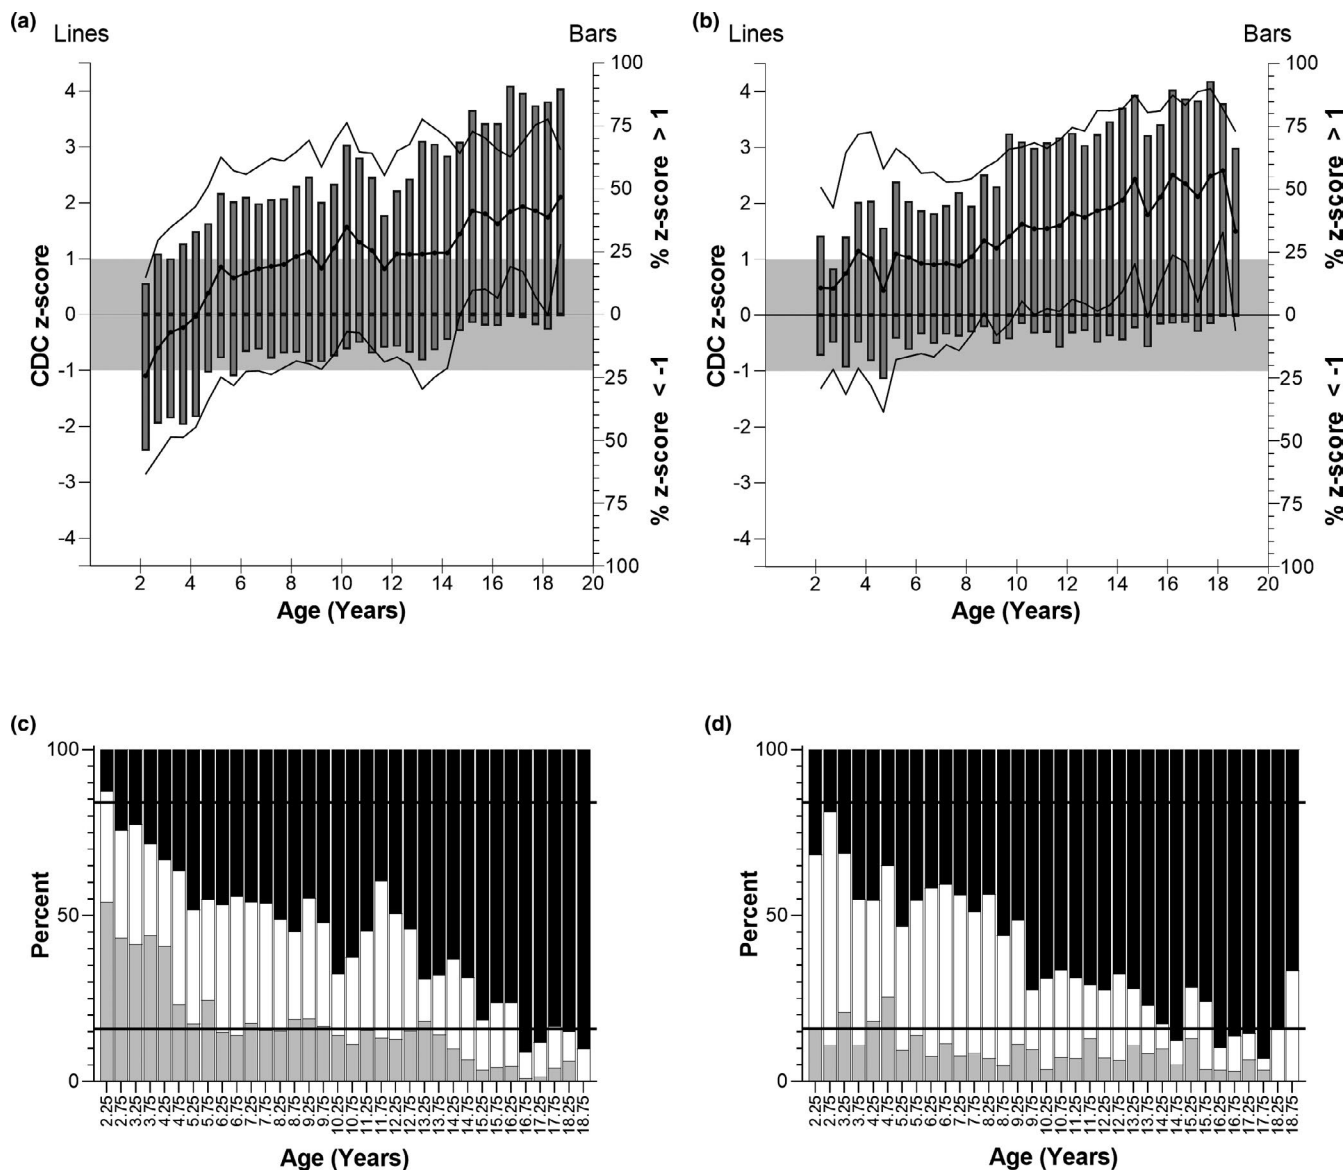 (a)
Lines
Bars
4
3
2
1
0
-1
-2
-3
-4
CDC z-score
100
75
50
25
0
25
50
75
100
% z-score > 1
% z-score < -1
2 4 6 8 10 12 14 16 18 20
Age (Years)
(b)
Lines
Bars
4
3
2
1
0
-1
-2
-3
-4
CDC z-score
100
75
50
25
0
25
50
75
100
% z-score > 1
% z-score < -1
2 4 6 8 10 12 14 16 18 20
Age (Years)
(c)
100
50
0
Percent
2.25 2.75 3.25 3.75 4.25 4.75 5.25 5.75 6.25 6.75 7.25 7.75 8.25 8.75 9.25 9.75 10.25 10.75 11.25 11.75 12.25 12.75 13.25 13.75 14.25 14.75 15.25 15.75 16.25 16.75 17.25 17.75 18.25 18.75
Age (Years)
(d)
100
50
0
Percent
2.25 2.75 3.25 3.75 4.25 4.75 5.25 5.75 6.25 6.75 7.25 7.75 8.25 8.75 9.25 9.75 10.25 10.75 11.25 11.75 12.25 12.75 13.25 13.75 14.25 14.75 15.25 15.75 16.25 16.75 17.25 17.75 18.25 18.75
Age (Years)